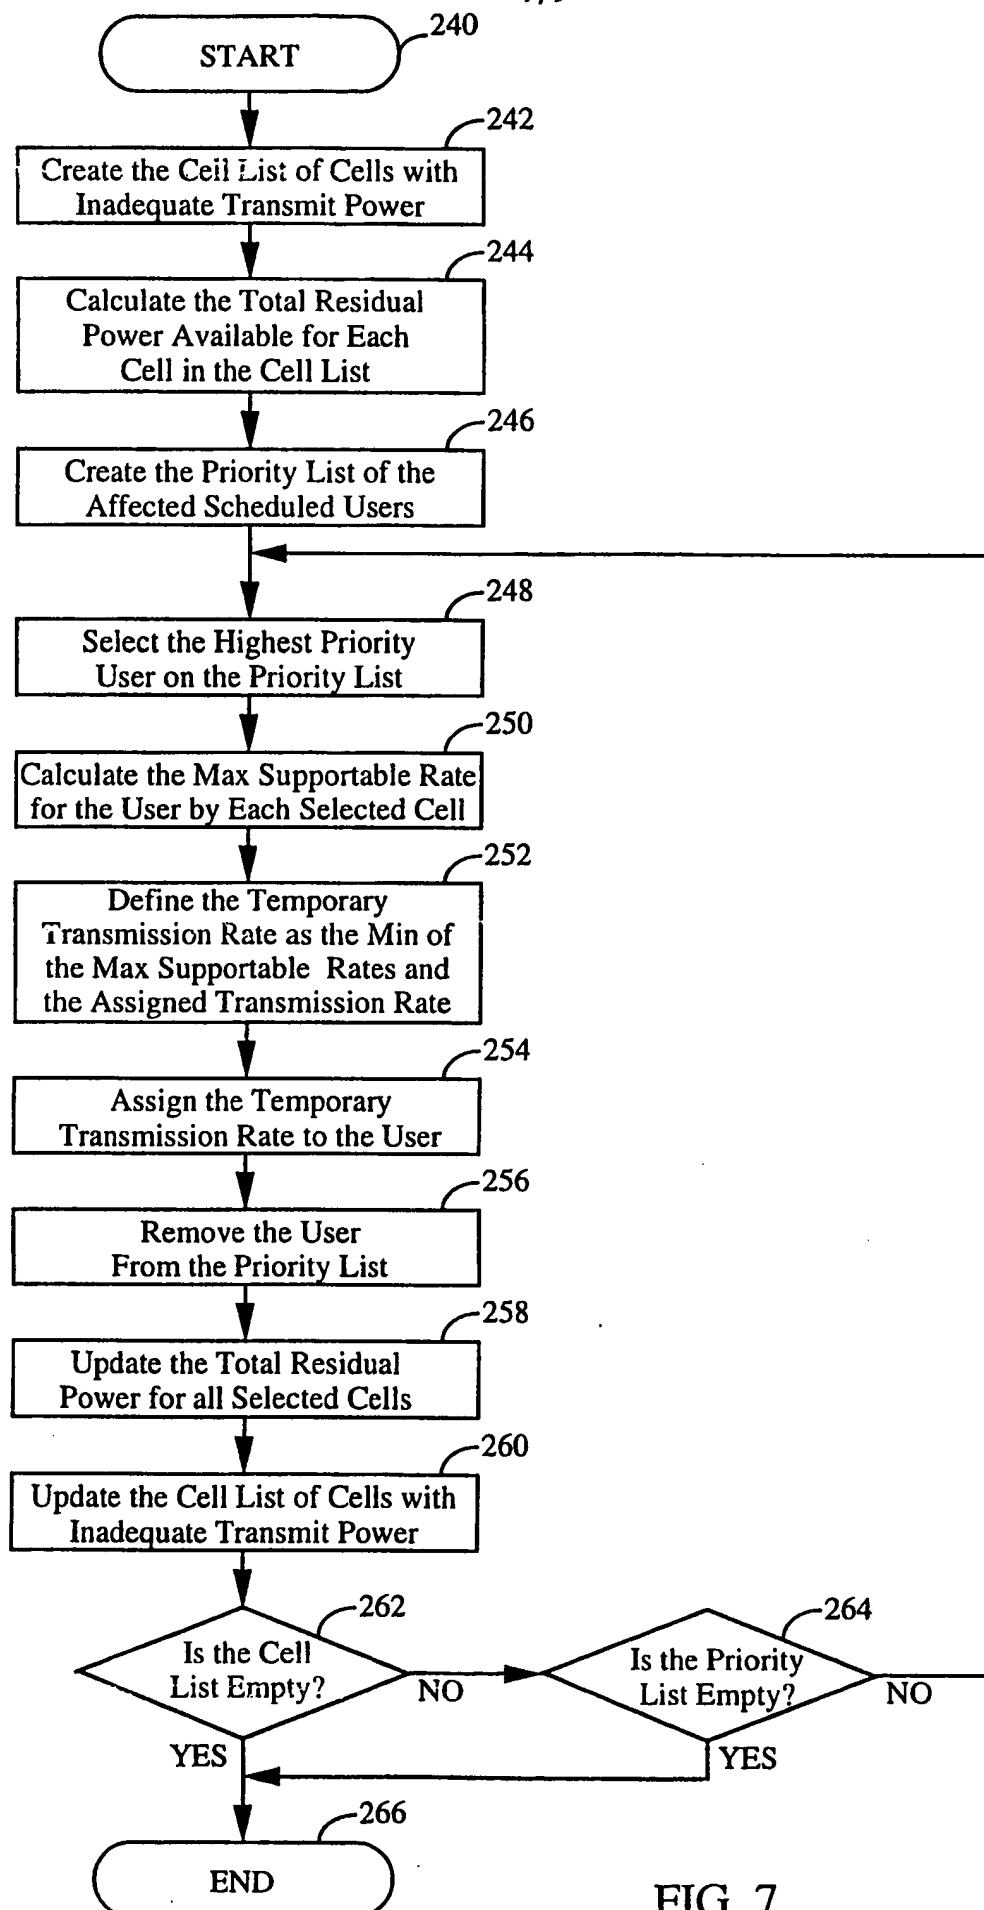 240
START
242
Create the Cell List of Cells with
Inadequate Transmit Power
244
Calculate the Total Residual
Power Available for Each
Cell in the Cell List
246
Create the Priority List of the
Affected Scheduled Users
248
Select the Highest Priority
User on the Priority List
250
Calculate the Max Supportable Rate
for the User by Each Selected Cell
252
Define the Temporary
Transmission Rate as the Min of
the Max Supportable Rates and
the Assigned Transmission Rate
254
Assign the Temporary
Transmission Rate to the User
256
Remove the User
From the Priority List
258
Update the Total Residual
Power for all Selected Cells
260
Update the Cell List of Cells with
Inadequate Transmit Power
262
Is the Cell
List Empty?
NO
264
Is the Priority
List Empty?
NO
YES
YES
266
END
FIG. 7